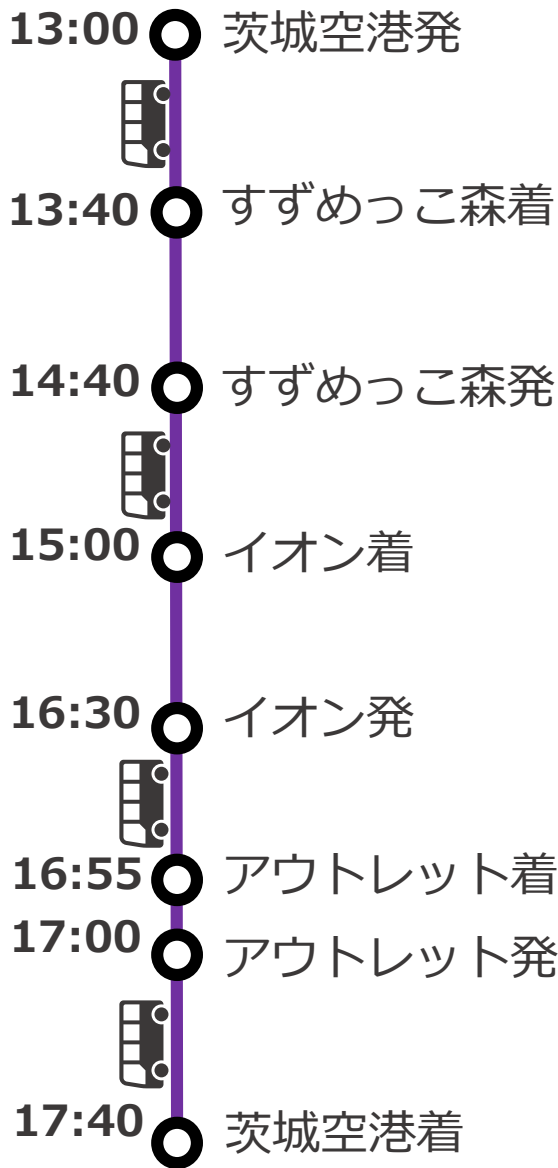 13:00 茨城空港発
13:40 すずめっこ森着
14:40 すずめっこ森発
15:00 イオン着
16:30 イオン発
16:55 アウトレット着
17:00 アウトレット発
17:40 茨城空港着